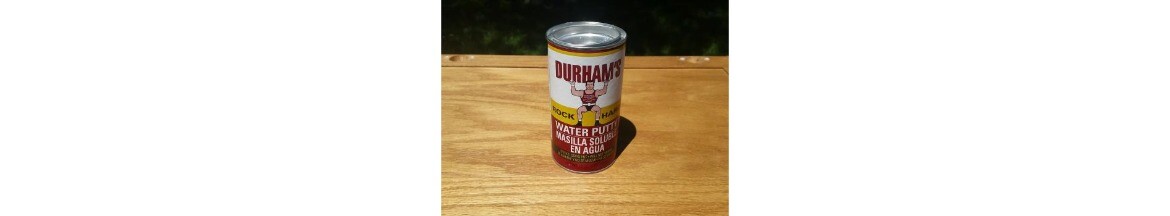 DURHAM'S
ROCK HARD
WATER PUTTY
MASILLA SOLUBLE
EN AGUA